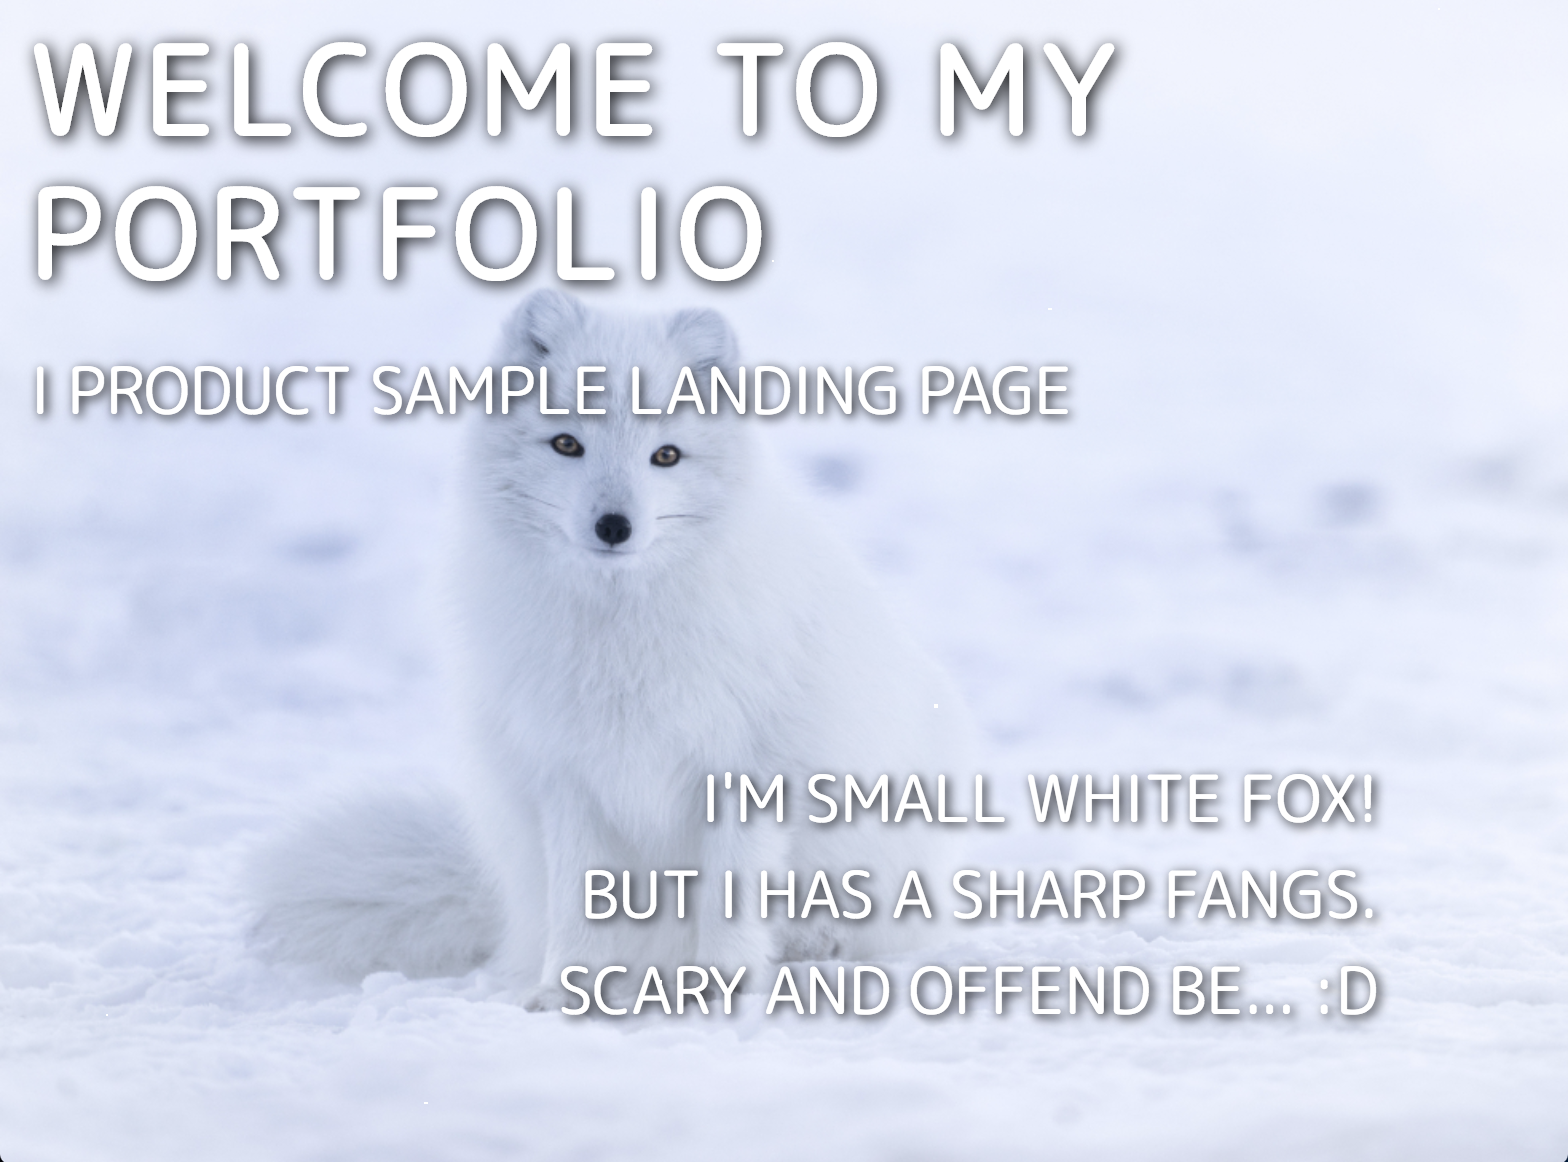 WELCOME TO MY
PORTFOLIO
I PRODUCT SAMPLE LANDING PAGE
I'M SMALL WHITE FOX!
BUT I HAS A SHARP FANGS.
SCARY AND OFFEND BE... :D